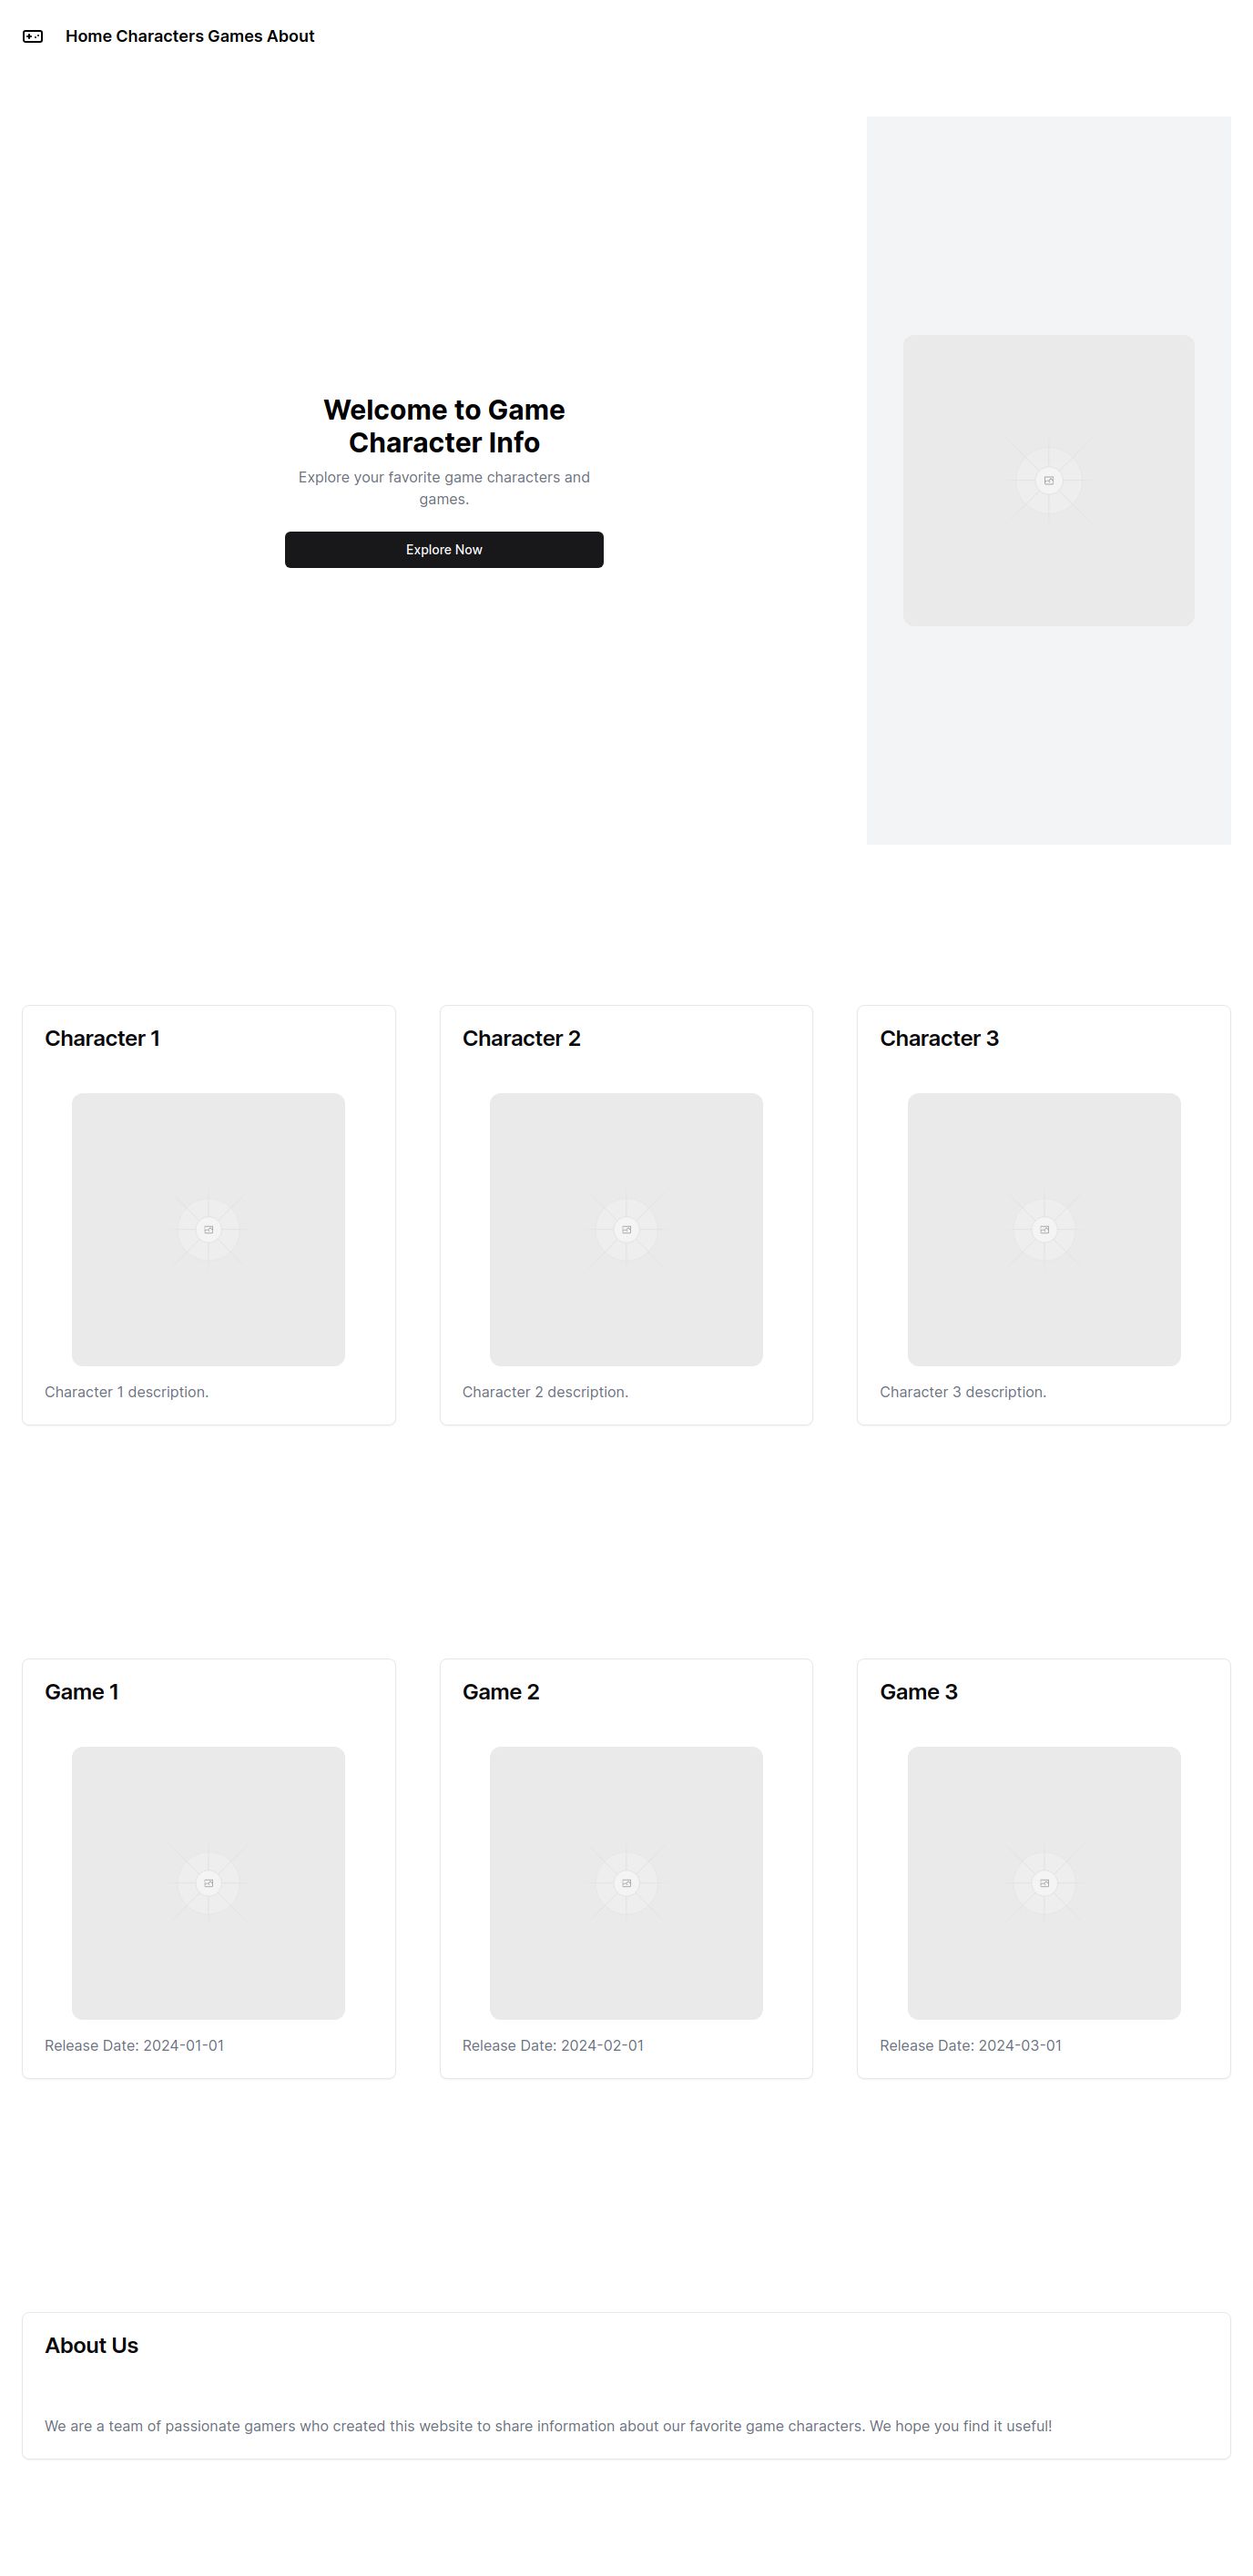 Home Characters Games About
Welcome to Game
Character Info
Explore your favorite game characters and
games.
Explore Now
Character 1
Character 2
Character 3
Character 1 description.
Character 2 description.
Character 3 description.
Game 1
Game 2
Game 3
Release Date: 2024-01-01
Release Date: 2024-02-01
Release Date: 2024-03-01
About Us
We are a team of passionate gamers who created this website to share information about our favorite game characters. We hope you find it useful!